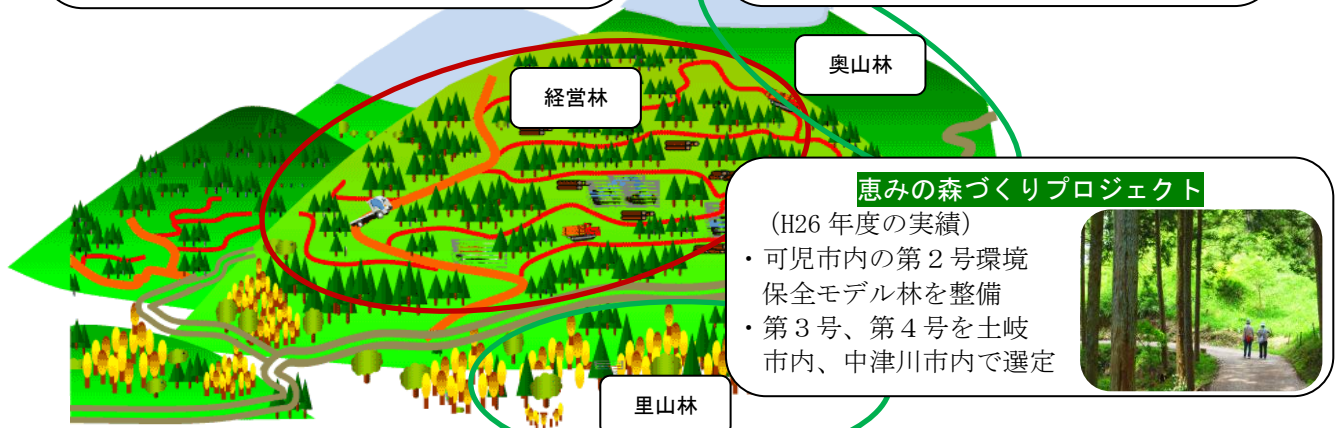 奥山林
経営林
恵みの森づくりプロジェクト
（H26 年度の実績）
・可児市内の第２号環境
保全モデル林を整備
・第３号、第４号を土岐
市内、中津川市内で選定
里山林